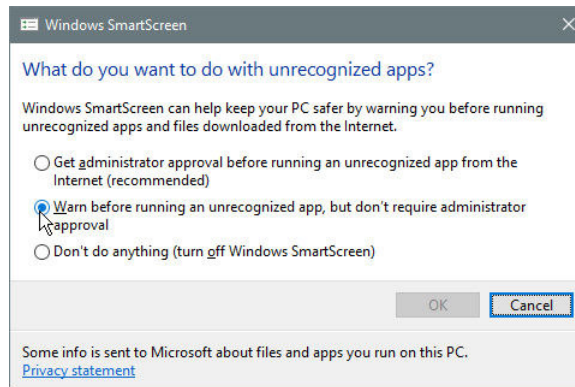 Windows SmartScreen
What do you want to do with unrecognized apps?
Windows SmartScreen can help keep your PC safer by warning you before running
unrecognized apps and files downloaded from the Internet.
Get administrator approval before running an unrecognized app from the
Internet (recommended)
Warn before running an unrecognized app, but don't require administrator
approval
Don't do anything (turn off Windows SmartScreen)
OK Cancel
Some info is sent to Microsoft about files and apps you run on this PC.
Privacy statement